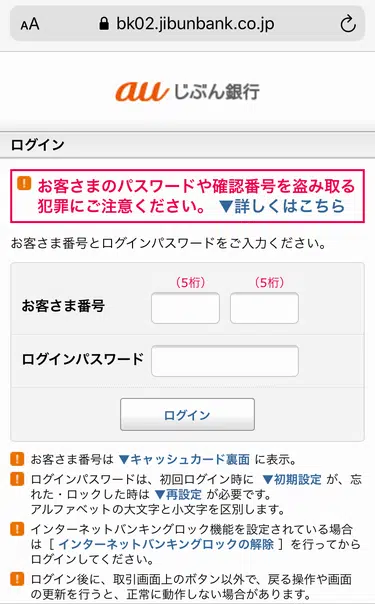 AA bk02.jibunbank.co.jp
au じぶん銀行
ログイン
! お客さまのパスワードや確認番号を盗み取る
犯罪にご注意ください。 ▼詳しくはこちら
お客さま番号とログインパスワードをご入力ください。
（5桁） （5桁）
お客さま番号
ログインパスワード
ログイン
! お客さま番号は ▼キャッシュカード裏面 に表示。
! ログインパスワードは、初回ログイン時に ▼初期設定 が、忘
れた・ロックした時は ▼再設定 が必要です。
アルファベットの大文字と小文字を区別します。
! インターネットバンキングロック機能を設定されている場合
は［ インターネットバンキングロックの解除 ］を行ってから
ログインしてください。
! ログイン後に、取引画面上のボタン以外で、戻る操作や画面
の更新を行うと、正常に動作しない場合があります。